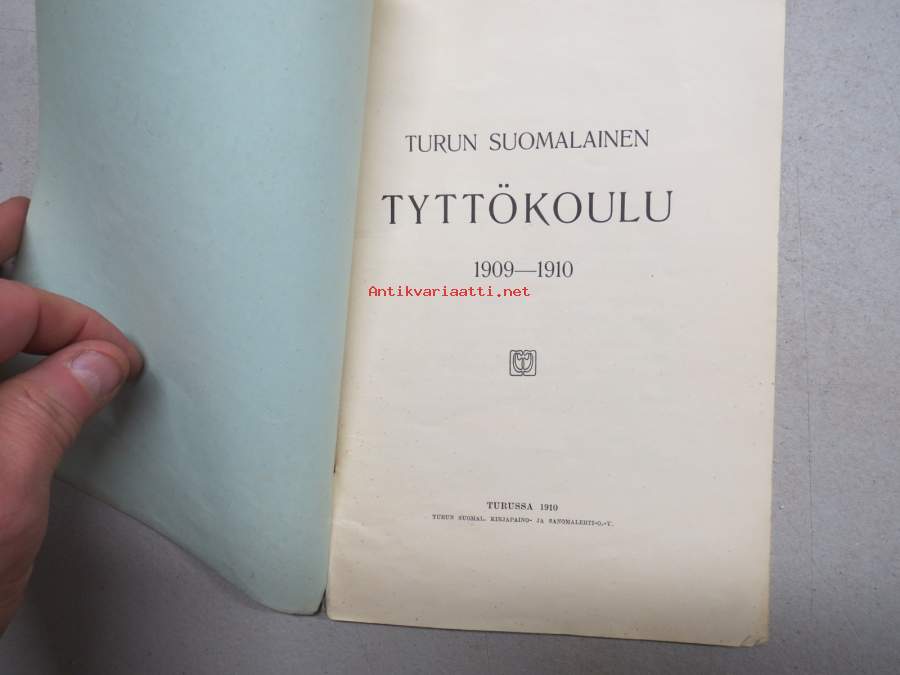 TURUN SUOMALAINEN
TYTTÖKOULU
1909—1910
Antikvariaatti.net
TURUSSA 1910
TURUN SUOMAL. KIRJAPAINO- JA SANOMALEHTI-O.-Y.